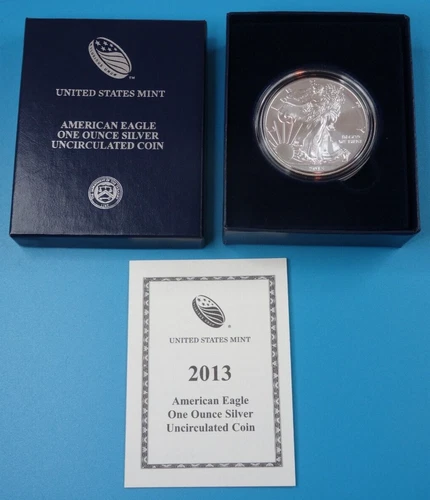 UNITED STATES MINT
AMERICAN EAGLE
ONE OUNCE SILVER
UNCIRCULATED COIN
UNITED STATES MINT
2013
American Eagle
One Ounce Silver
Uncirculated Coin